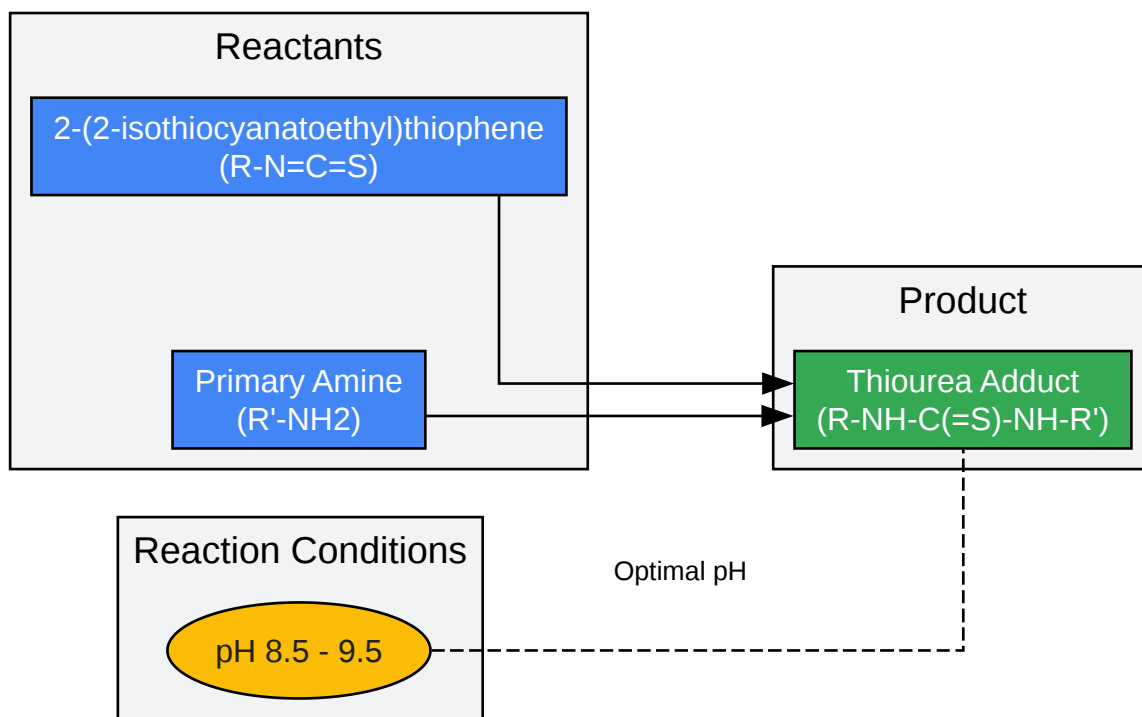 Reactants
2-(2-isothiocyanatoethyl)thiophene
(R-N=C=S)
Primary Amine
(R'-NH2)
Product
Thiourea Adduct
(R-NH-C(=S)-NH-R')
Reaction Conditions
Optimal pH
pH 8.5 - 9.5